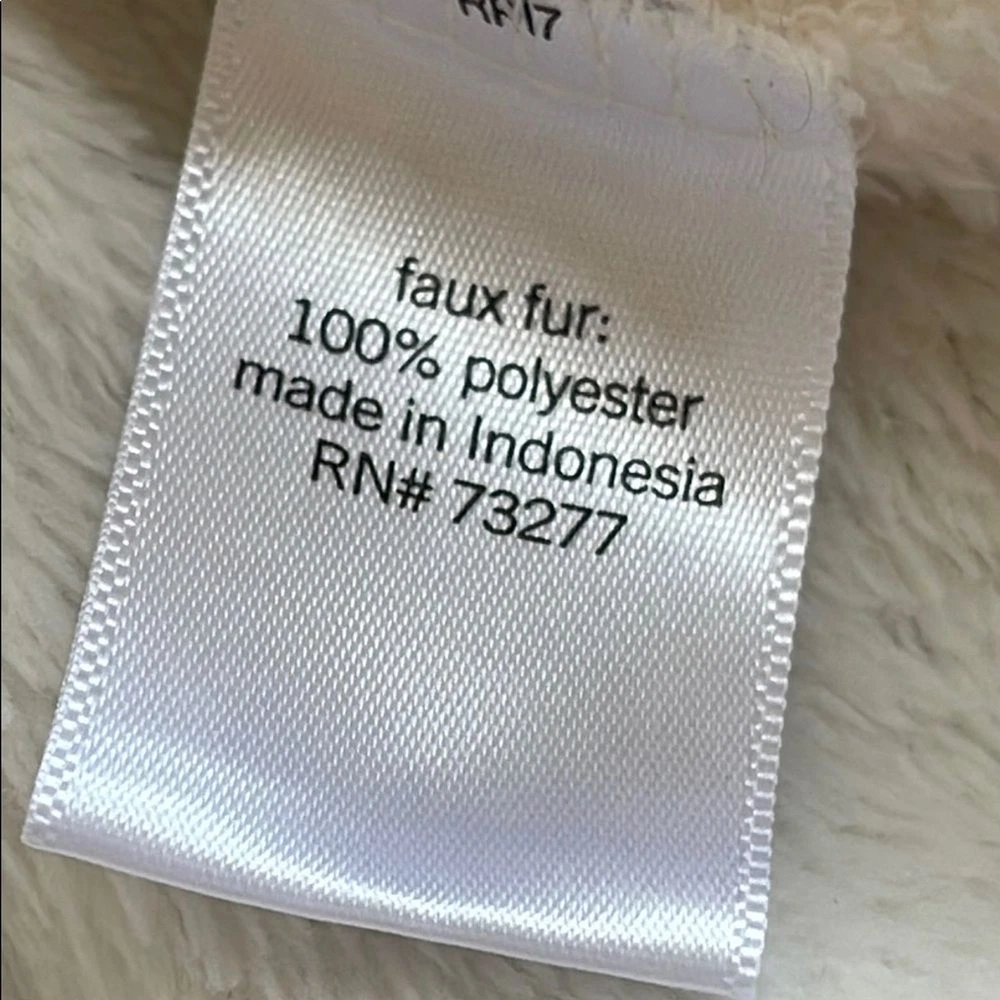 faux fur:
100% polyester
made in Indonesia
RN# 73277